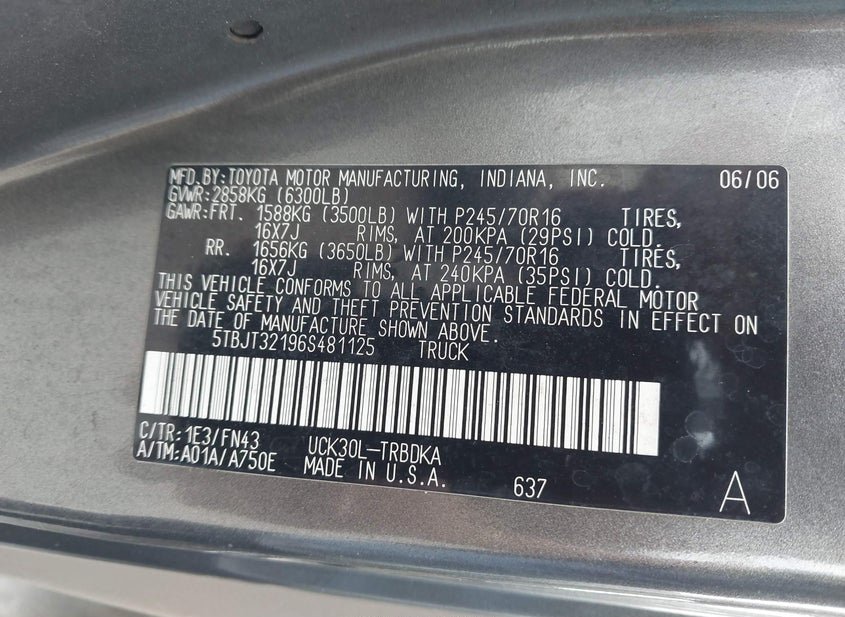 MFD.BY:TOYOTA MOTOR MANUFACTURING, INDIANA, INC. 06/06
GVWR:2858KG (6300LB)
GAWR:FRT. 1588KG (3500LB) WITH P245/70R16 TIRES,
16X7J RIMS, AT 200KPA (29PSI) COLD.
RR. 1656KG (3650LB) WITH P245/70R16 TIRES,
16X7J RIMS, AT 240KPA (35PSI) COLD.
THIS VEHICLE CONFORMS TO ALL APPLICABLE FEDERAL MOTOR
VEHICLE SAFETY AND THEFT PREVENTION STANDARDS IN EFFECT ON
THE DATE OF MANUFACTURE SHOWN ABOVE.
5TBJT32196S481125 TRUCK
C/TR:1E3/FN43 UCK30L-TRBDKA
A/TM:A01A/A750E MADE IN U.S.A. 637 A